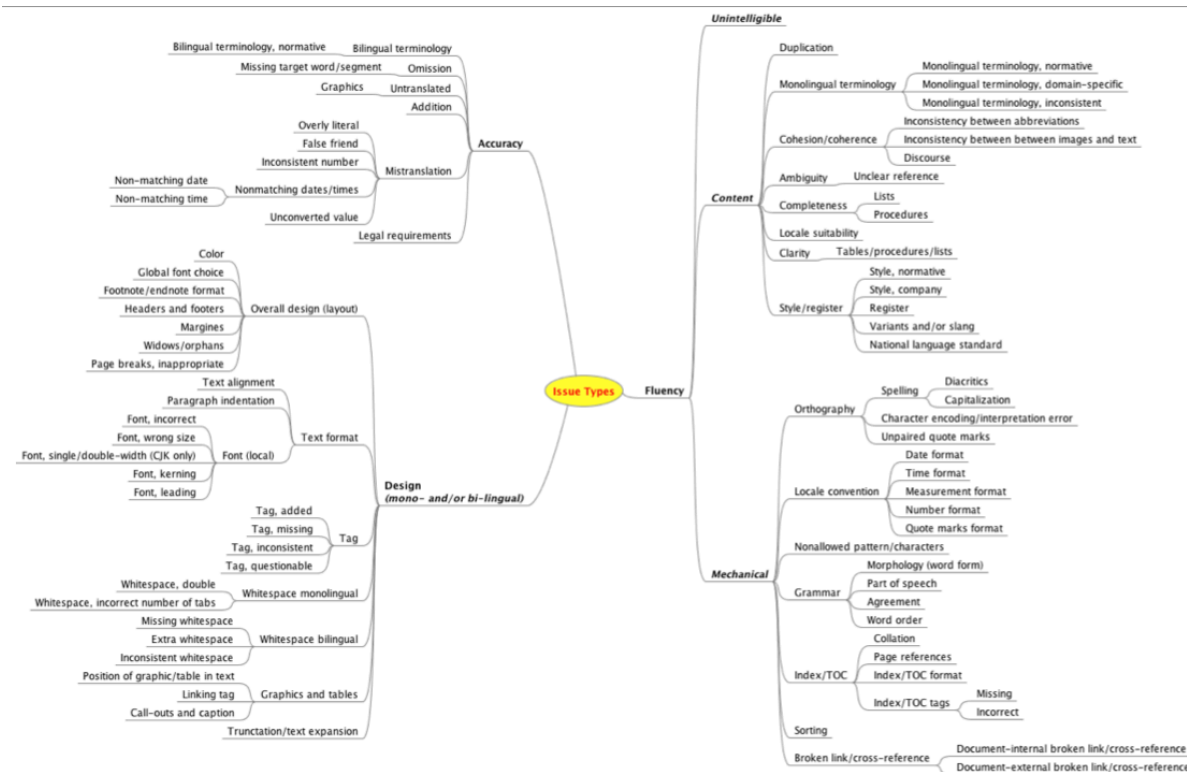 Issue Types
Accuracy
Bilingual terminology
Bilingual terminology, normative
Omission
Missing target word/segment
Untranslated
Graphics
Addition
Mistranslation
Overly literal
False friend
Inconsistent number
Nonmatching dates/times
Non-matching date
Non-matching time
Unconverted value
Legal requirements
Design
(mono- and/or bi-lingual)
Overall design (layout)
Color
Global font choice
Footnote/endnote format
Headers and footers
Margines
Widows/orphans
Page breaks, inappropriate
Text format
Text alignment
Paragraph indentation
Font (local)
Font, incorrect
Font, wrong size
Font, single/double-width (CJK only)
Font, kerning
Font, leading
Tag
Tag, added
Tag, missing
Tag, inconsistent
Tag, questionable
Whitespace monolingual
Whitespace, double
Whitespace, incorrect number of tabs
Whitespace bilingual
Missing whitespace
Extra whitespace
Inconsistent whitespace
Graphics and tables
Position of graphic/table in text
Linking tag
Call-outs and caption
Trunctation/text expansion
Fluency
Unintelligible
Content
Duplication
Monolingual terminology
Monolingual terminology, normative
Monolingual terminology, domain-specific
Monolingual terminology, inconsistent
Cohesion/coherence
Inconsistency between abbreviations
Inconsistency between between images and text
Discourse
Ambiguity
Unclear reference
Completeness
Lists
Procedures
Locale suitability
Clarity
Tables/procedures/lists
Style/register
Style, normative
Style, company
Register
Variants and/or slang
National language standard
Mechanical
Orthography
Spelling
Diacritics
Capitalization
Character encoding/interpretation error
Unpaired quote marks
Locale convention
Date format
Time format
Measurement format
Number format
Quote marks format
Nonallowed pattern/characters
Grammar
Morphology (word form)
Part of speech
Agreement
Word order
Index/TOC
Collation
Page references
Index/TOC format
Index/TOC tags
Missing
Incorrect
Sorting
Broken link/cross-reference
Document-internal broken link/cross-reference
Document-external broken link/cross-reference